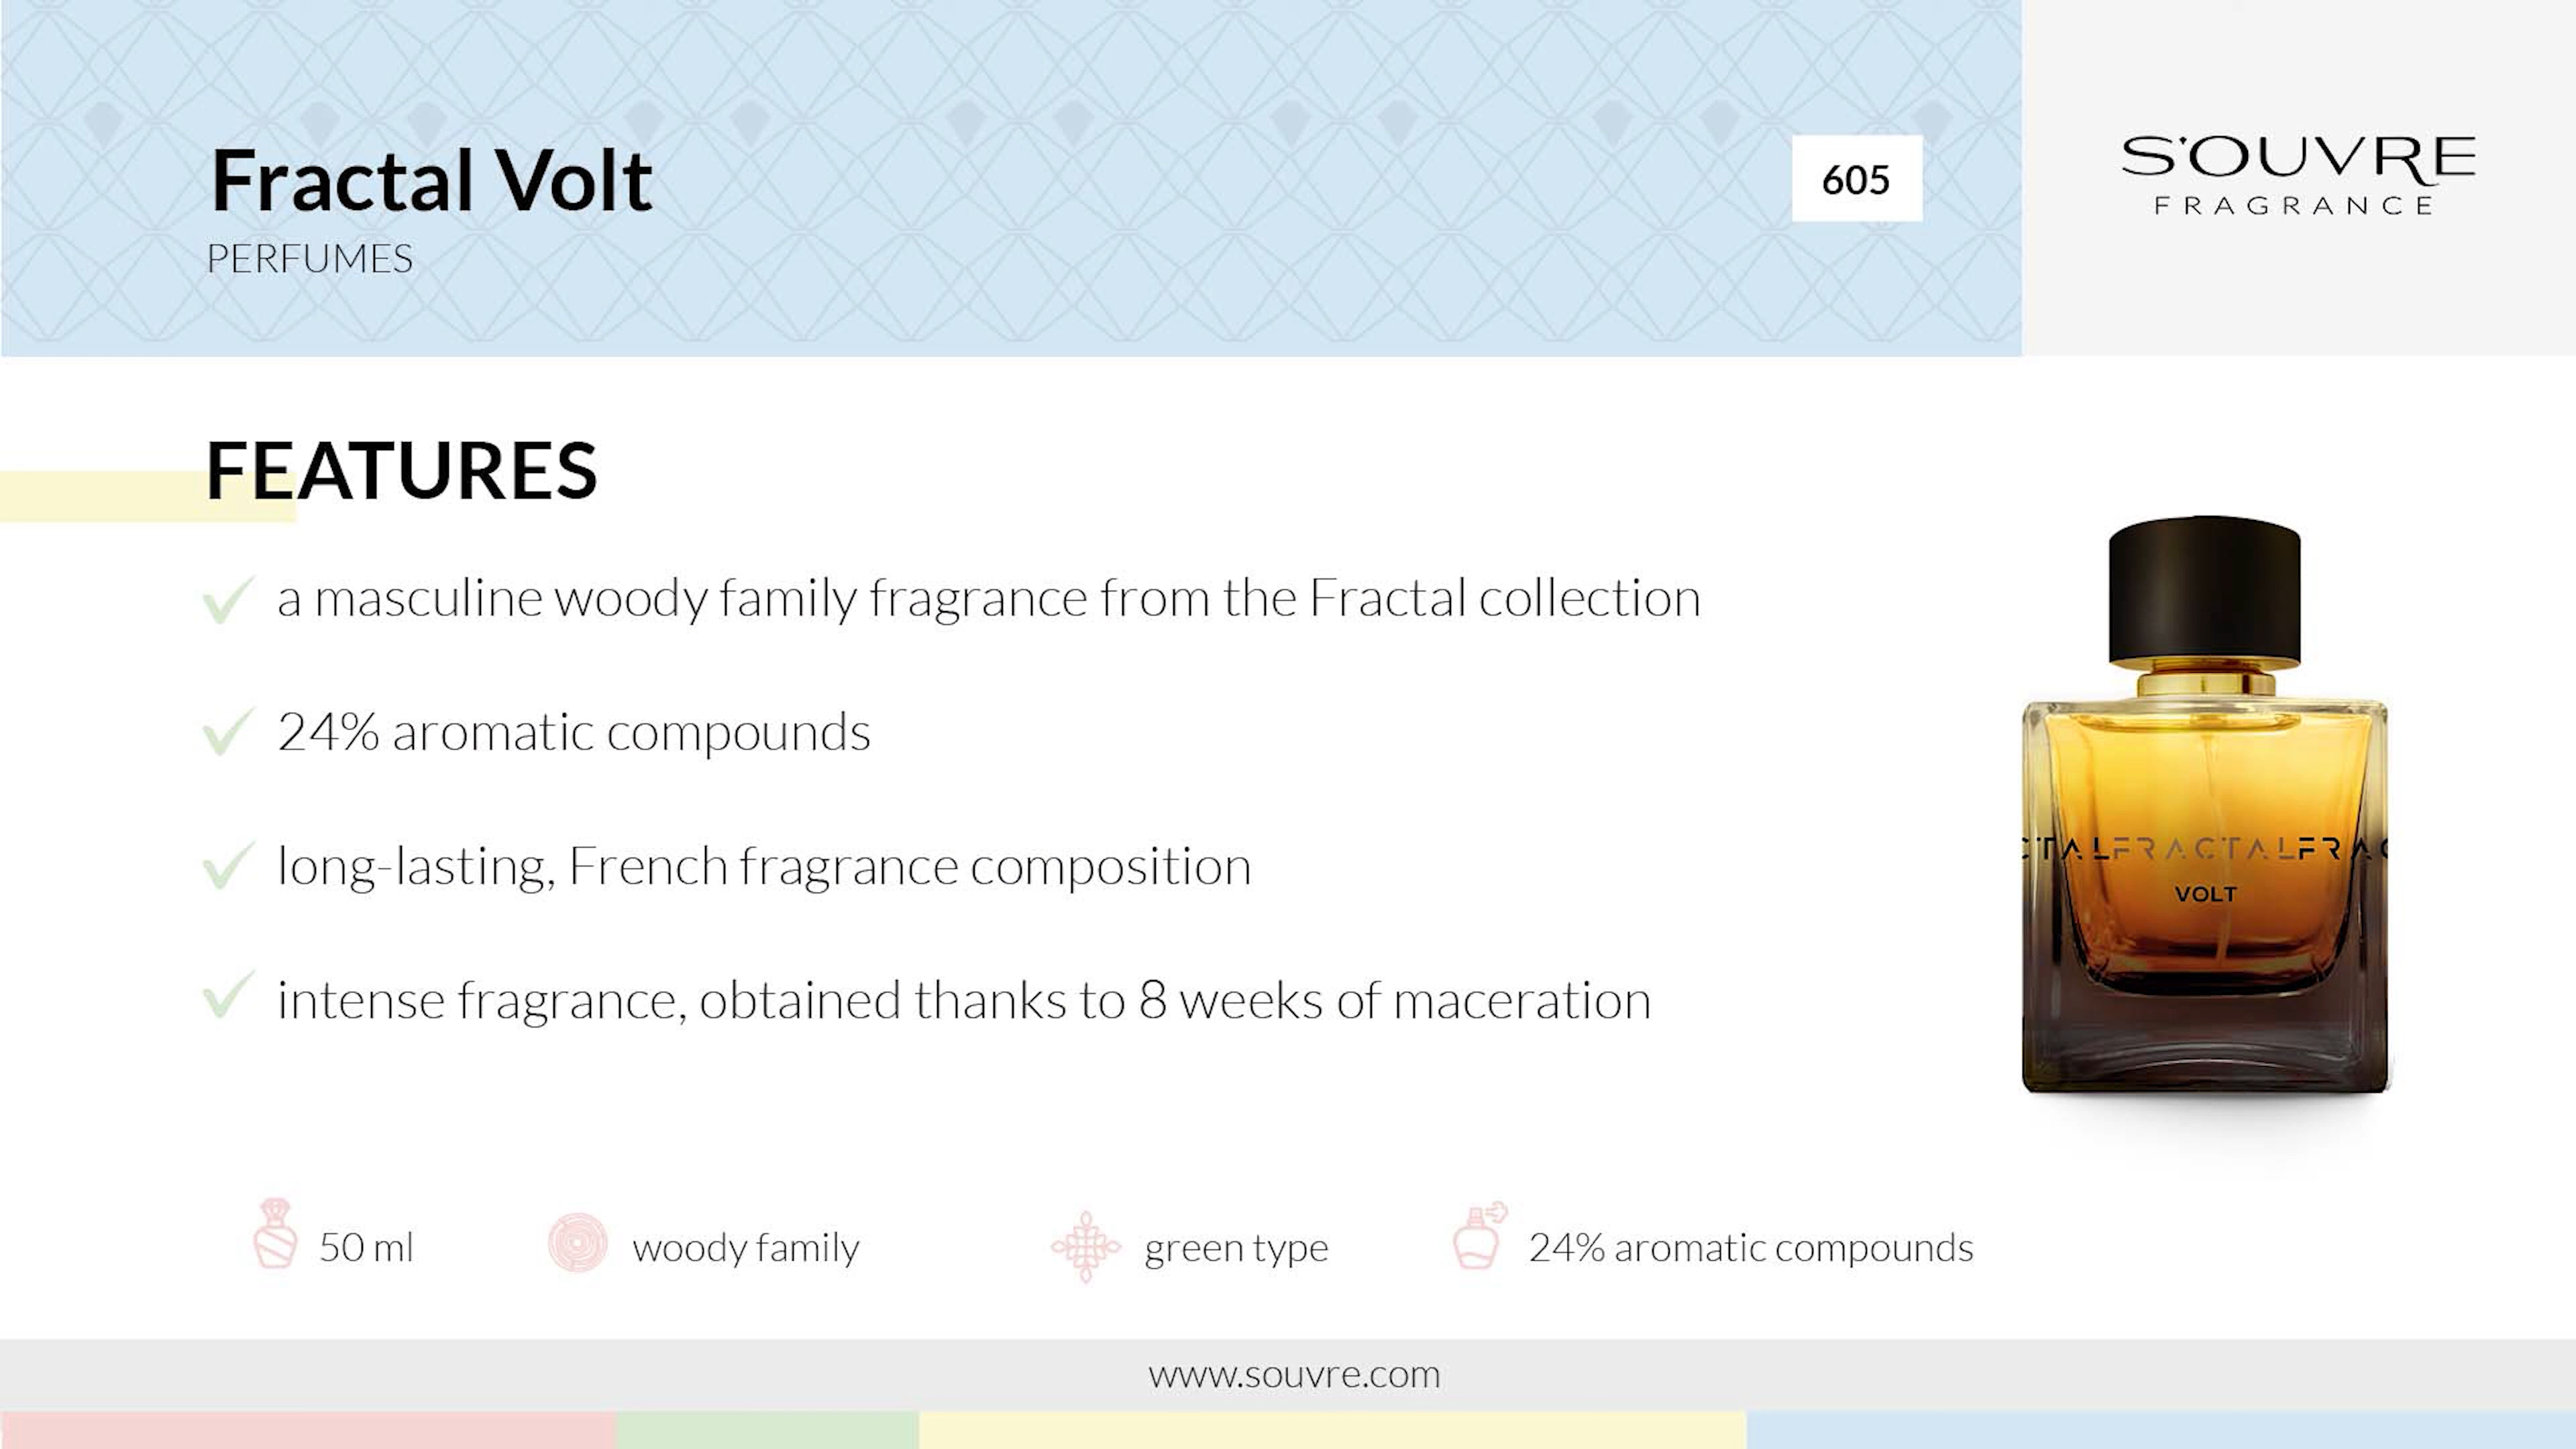 Fractal Volt
PERFUMES
605
S'OUVRE
FRAGRANCE
FEATURES
a masculine woody family fragrance from the Fractal collection
24% aromatic compounds
long-lasting, French fragrance composition
intense fragrance, obtained thanks to 8 weeks of maceration
CTALFRACTALFRAC
VOLT
50 ml
woody family
green type
24% aromatic compounds
www.souvre.com